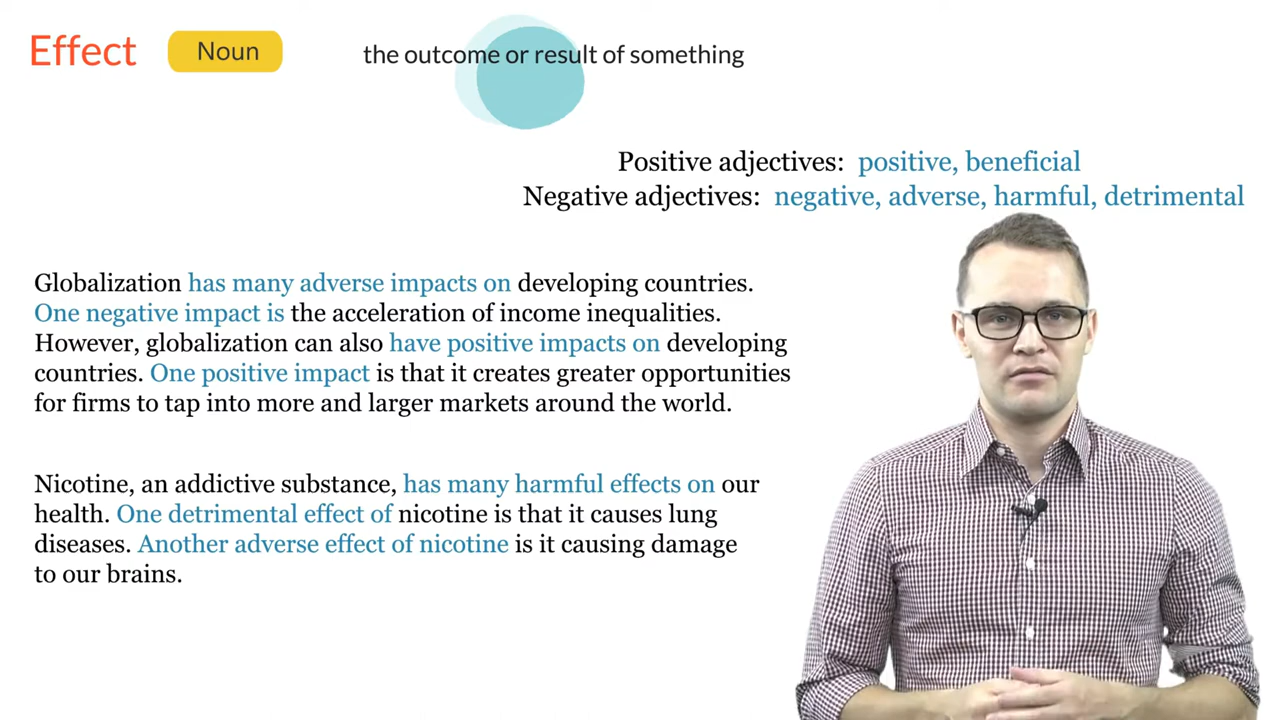 Effect
Noun
the outcome or result of something
Positive adjectives: positive, beneficial
Negative adjectives: negative, adverse, harmful, detrimental
Globalization has many adverse impacts on developing countries.
One negative impact is the acceleration of income inequalities.
However, globalization can also have positive impacts on developing
countries. One positive impact is that it creates greater opportunities
for firms to tap into more and larger markets around the world.
Nicotine, an addictive substance, has many harmful effects on our
health. One detrimental effect of nicotine is that it causes lung
diseases. Another adverse effect of nicotine is it causing damage
to our brains.